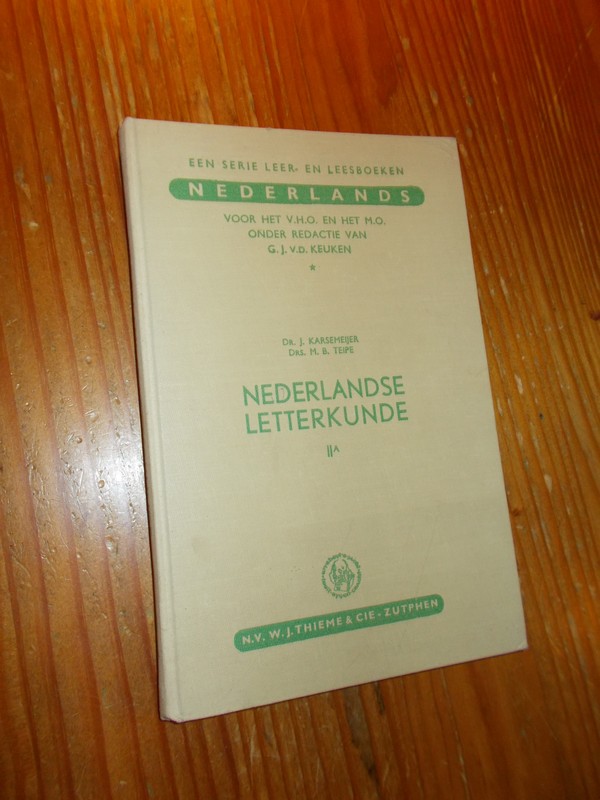 EEN SERIE LEER- EN LEESBOEKEN
NEDERLANDS
VOOR HET V.H.O. EN HET M.O.
ONDER REDACTIE VAN
G. J. V.D. KEUKEN
*
DR. J. KARSEMEIJER
DRS. M. B. TEIPE
NEDERLANDSE
LETTERKUNDE
IIA
N.V. W. J. THIEME & CIE - ZUTPHEN